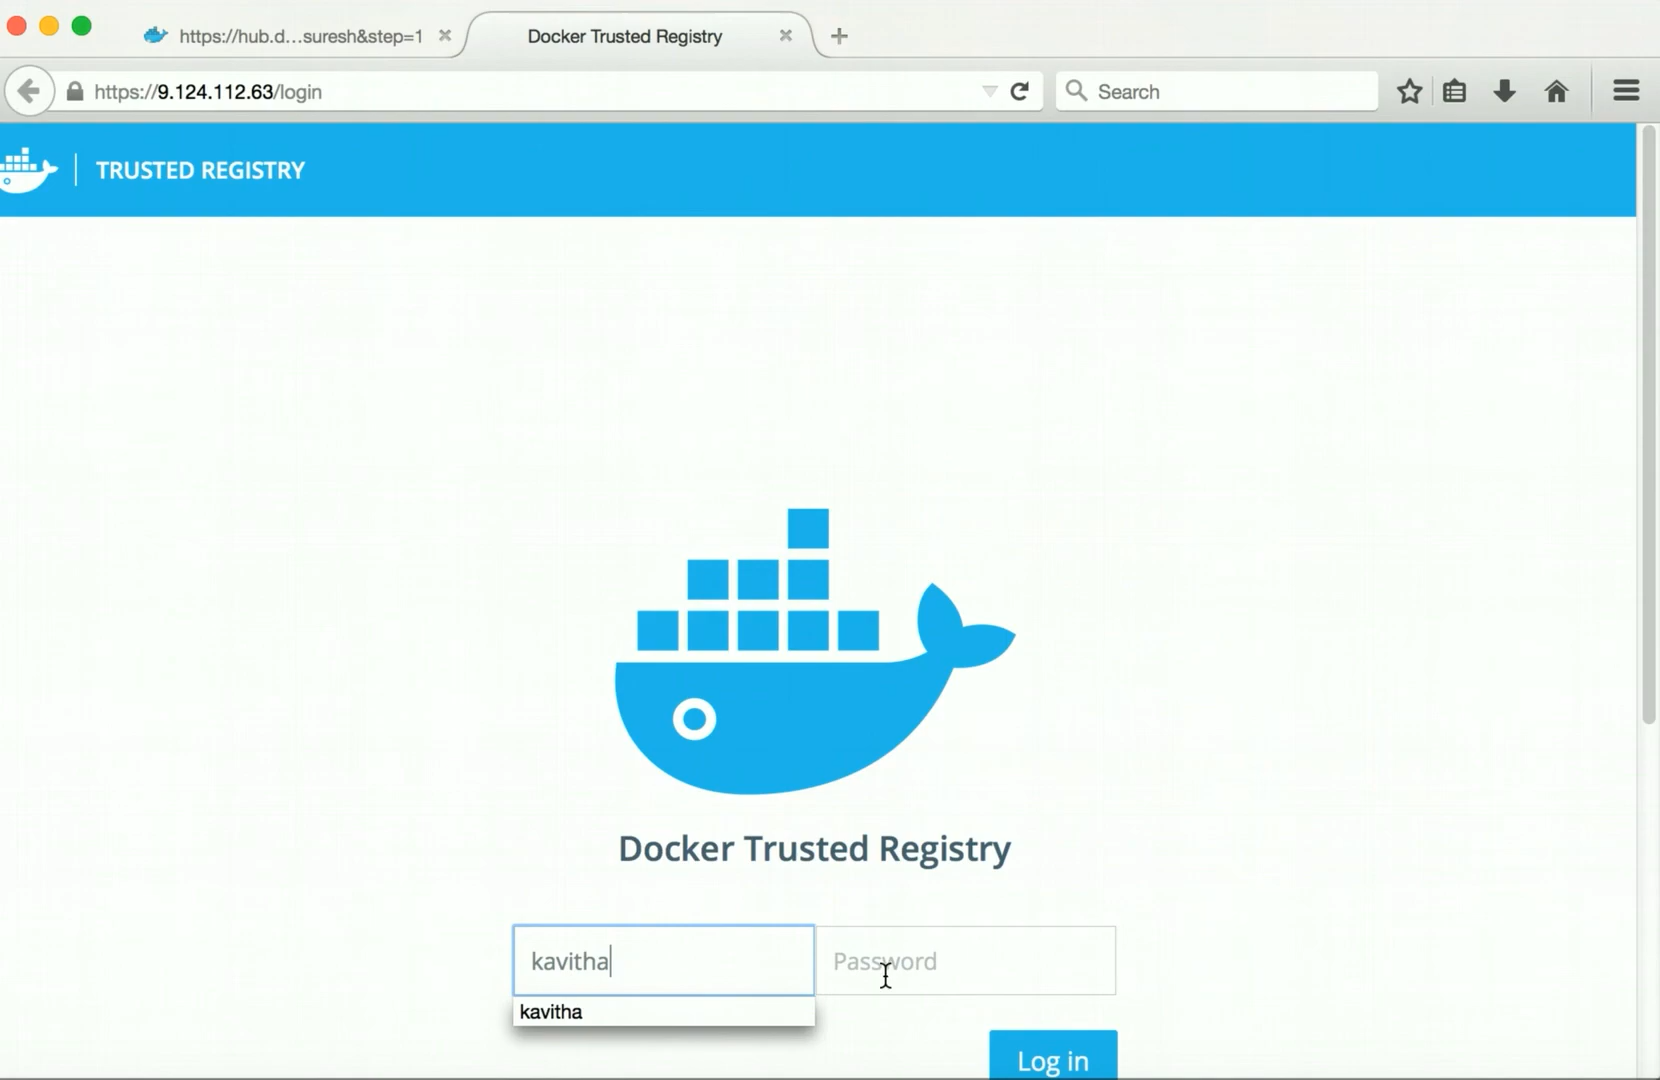 https://hub.d...suresh&step=1
Docker Trusted Registry
https://9.124.112.63/login
Search
TRUSTED REGISTRY
Docker Trusted Registry
kavitha
Password
kavitha
Log in